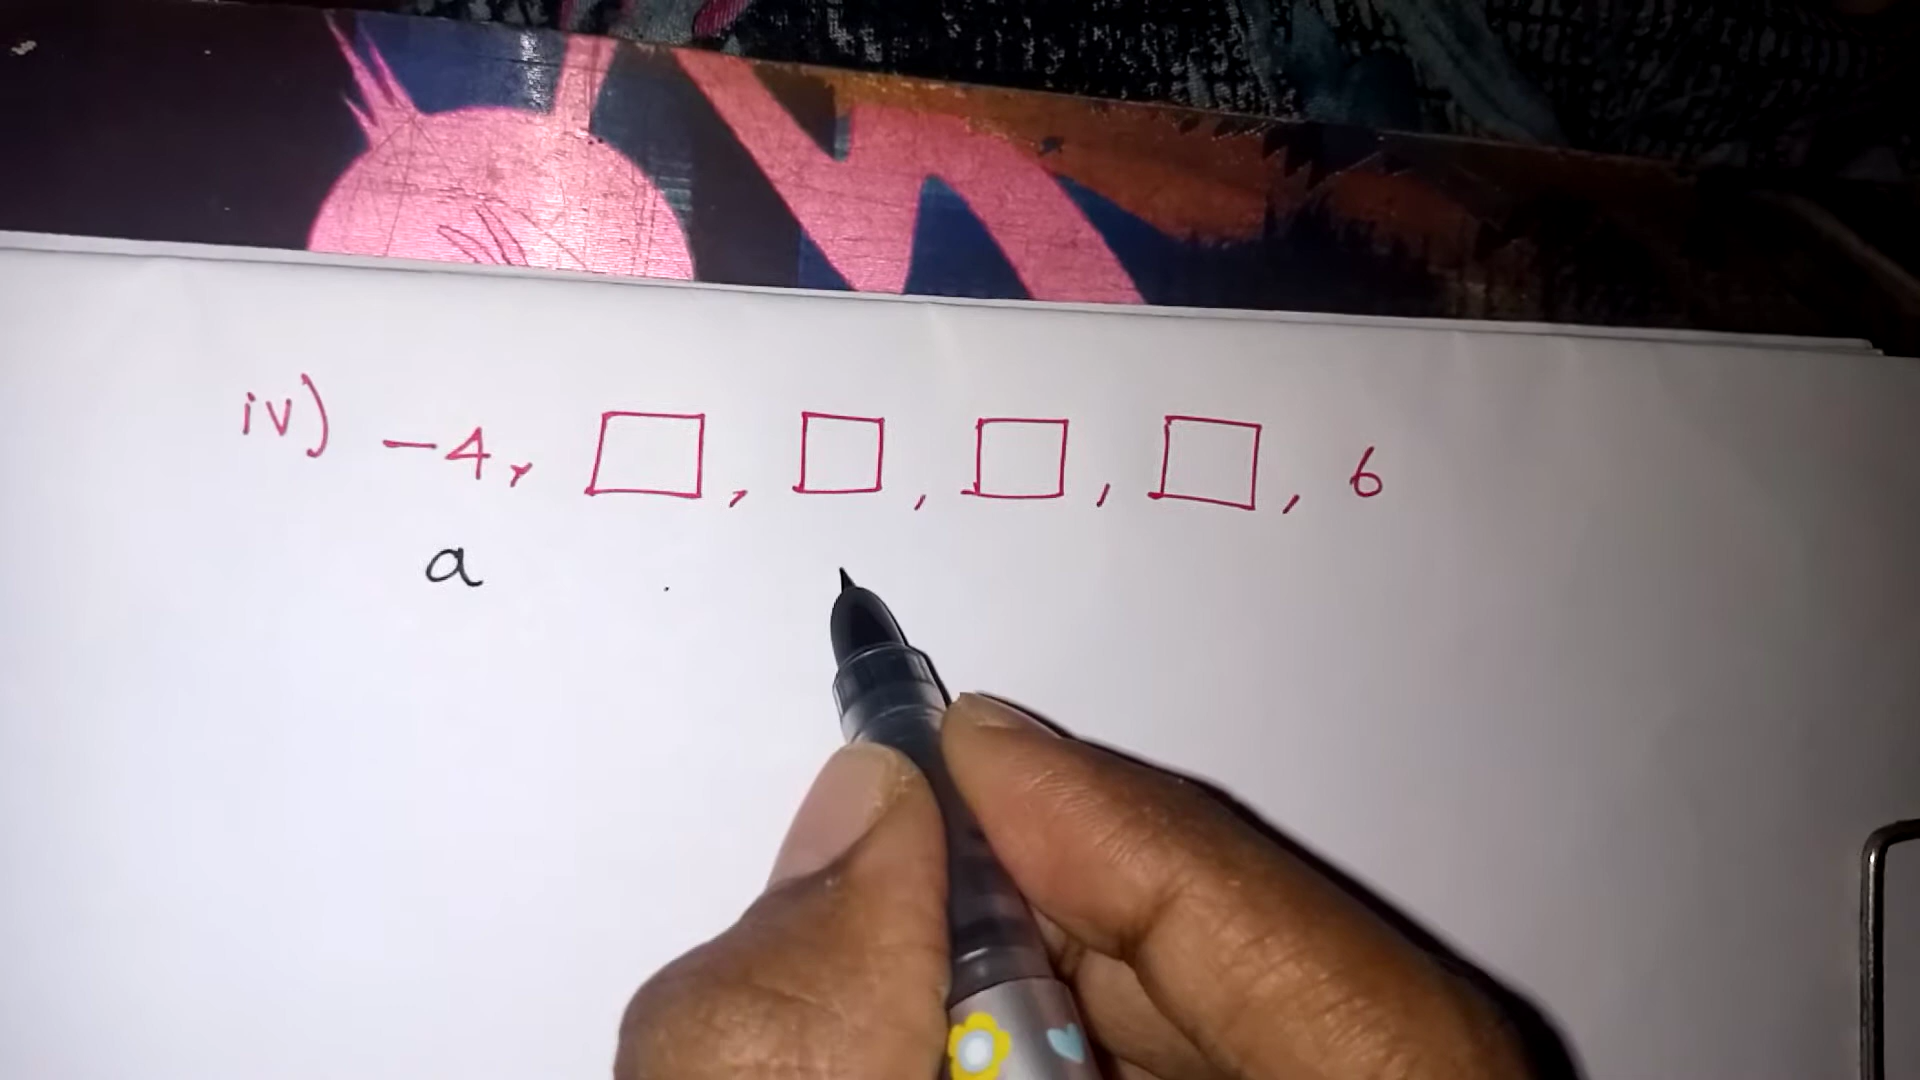 iv) -4, □, □, □, □, 6
a